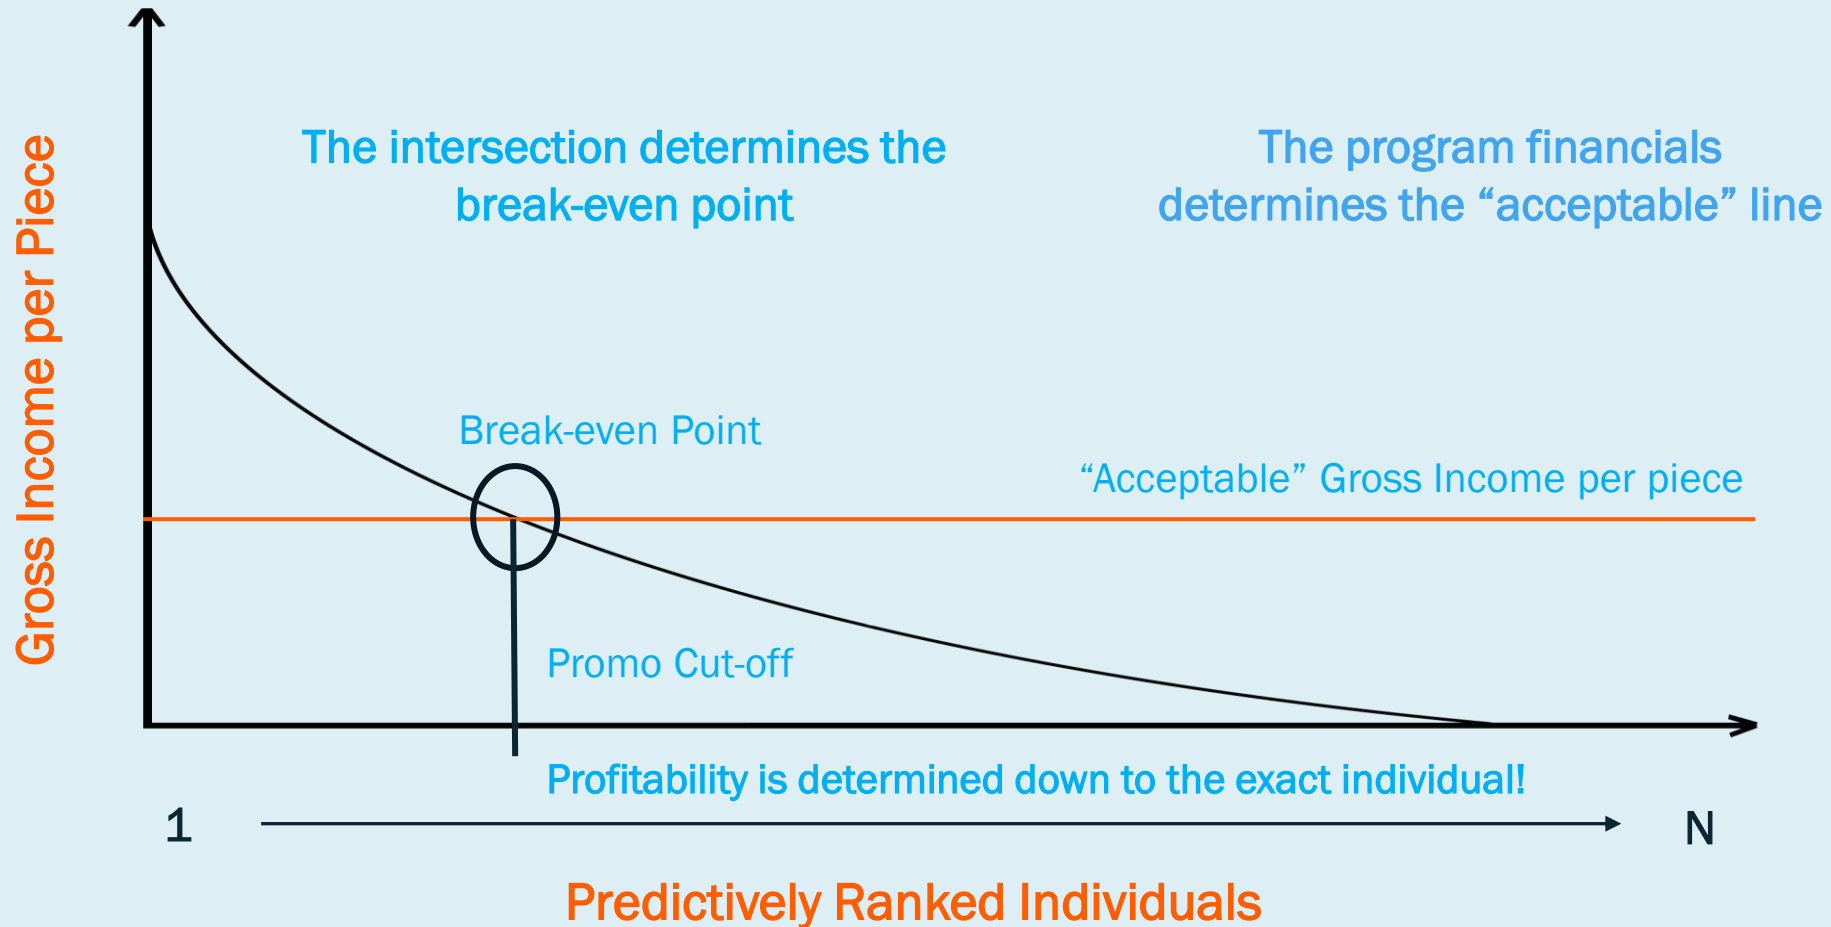 Gross Income per Piece
The intersection determines the
break-even point
The program financials
determines the “acceptable” line
Break-even Point
“Acceptable” Gross Income per piece
Promo Cut-off
Profitability is determined down to the exact individual!
1
N
Predictively Ranked Individuals